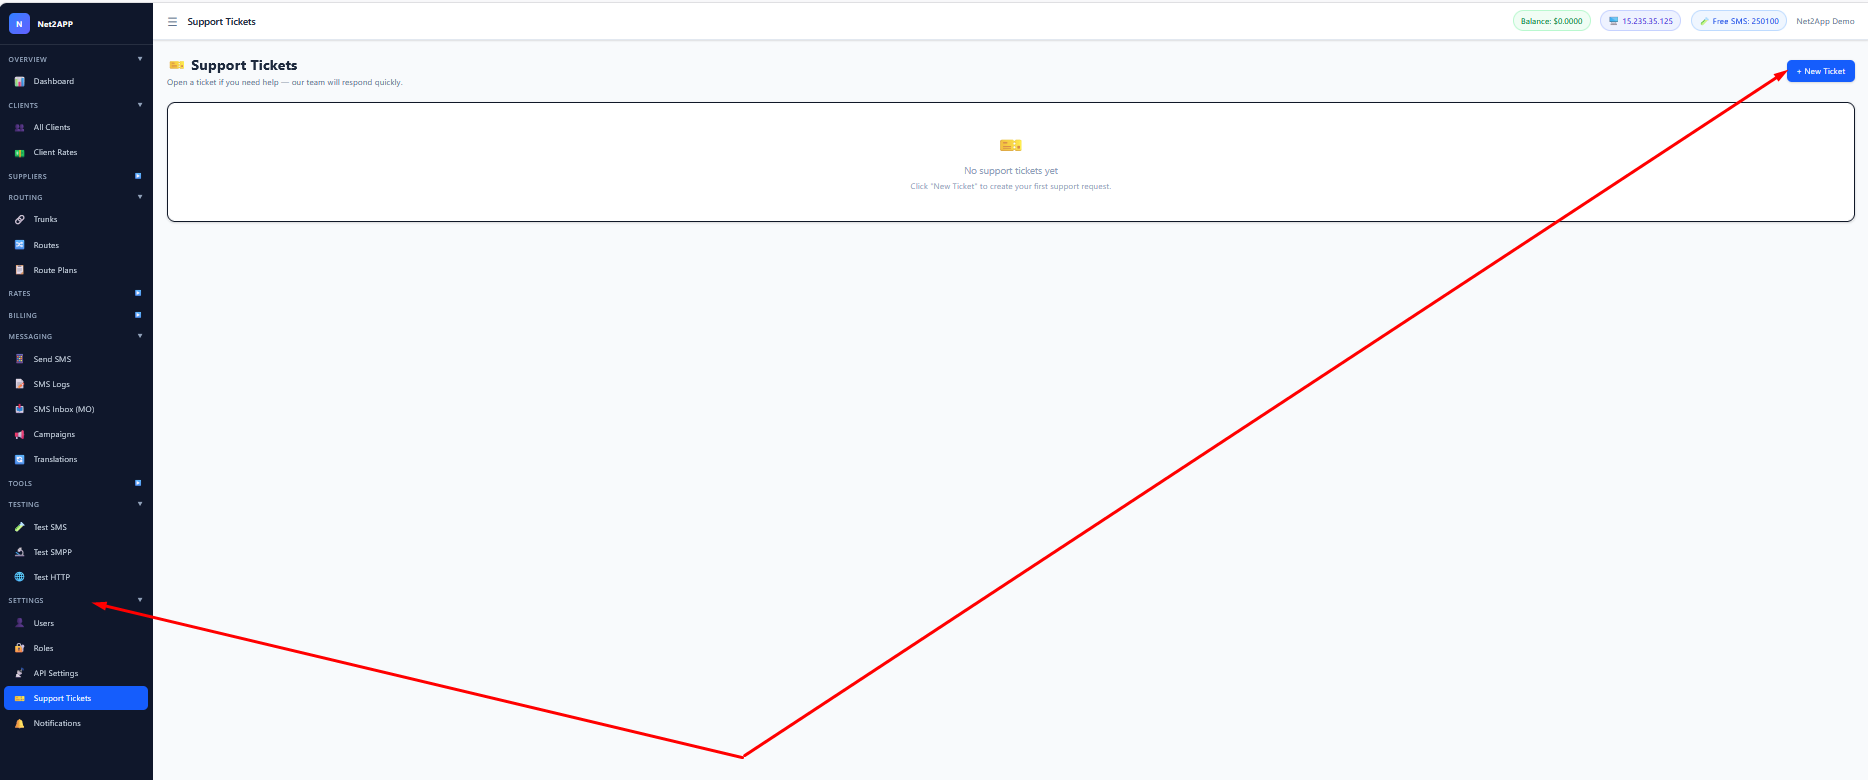 N Net2APP
☰ Support Tickets
Balance: $0.0000
15.235.35.125
Free SMS: 250100
Net2App Demo
OVERVIEW
Dashboard
CLIENTS
All Clients
Client Rates
SUPPLIERS
ROUTING
Trunks
Routes
Route Plans
RATES
BILLING
MESSAGING
Send SMS
SMS Logs
SMS Inbox (MO)
Campaigns
Translations
TOOLS
TESTING
Test SMS
Test SMPP
Test HTTP
SETTINGS
Users
Roles
API Settings
Support Tickets
Notifications
Support Tickets
Open a ticket if you need help — our team will respond quickly.
+ New Ticket
No support tickets yet
Click "New Ticket" to create your first support request.